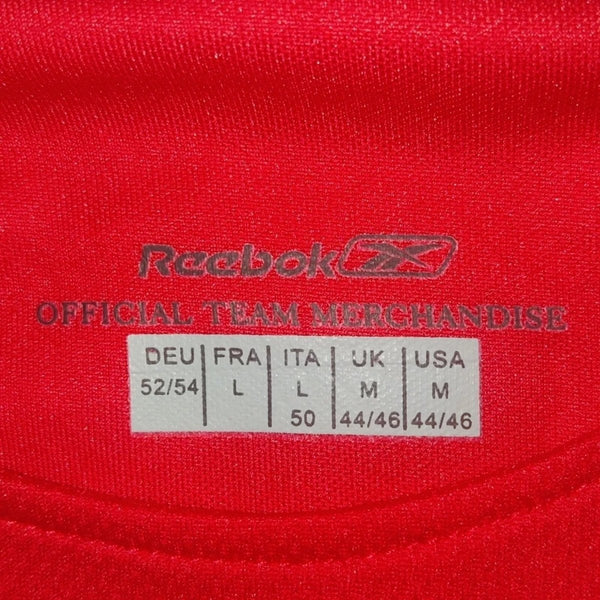 Reebok
OFFICIAL TEAM MERCHANDISE
DEU FRA ITA UK USA
52/54 L L M M
50 44/46 44/46